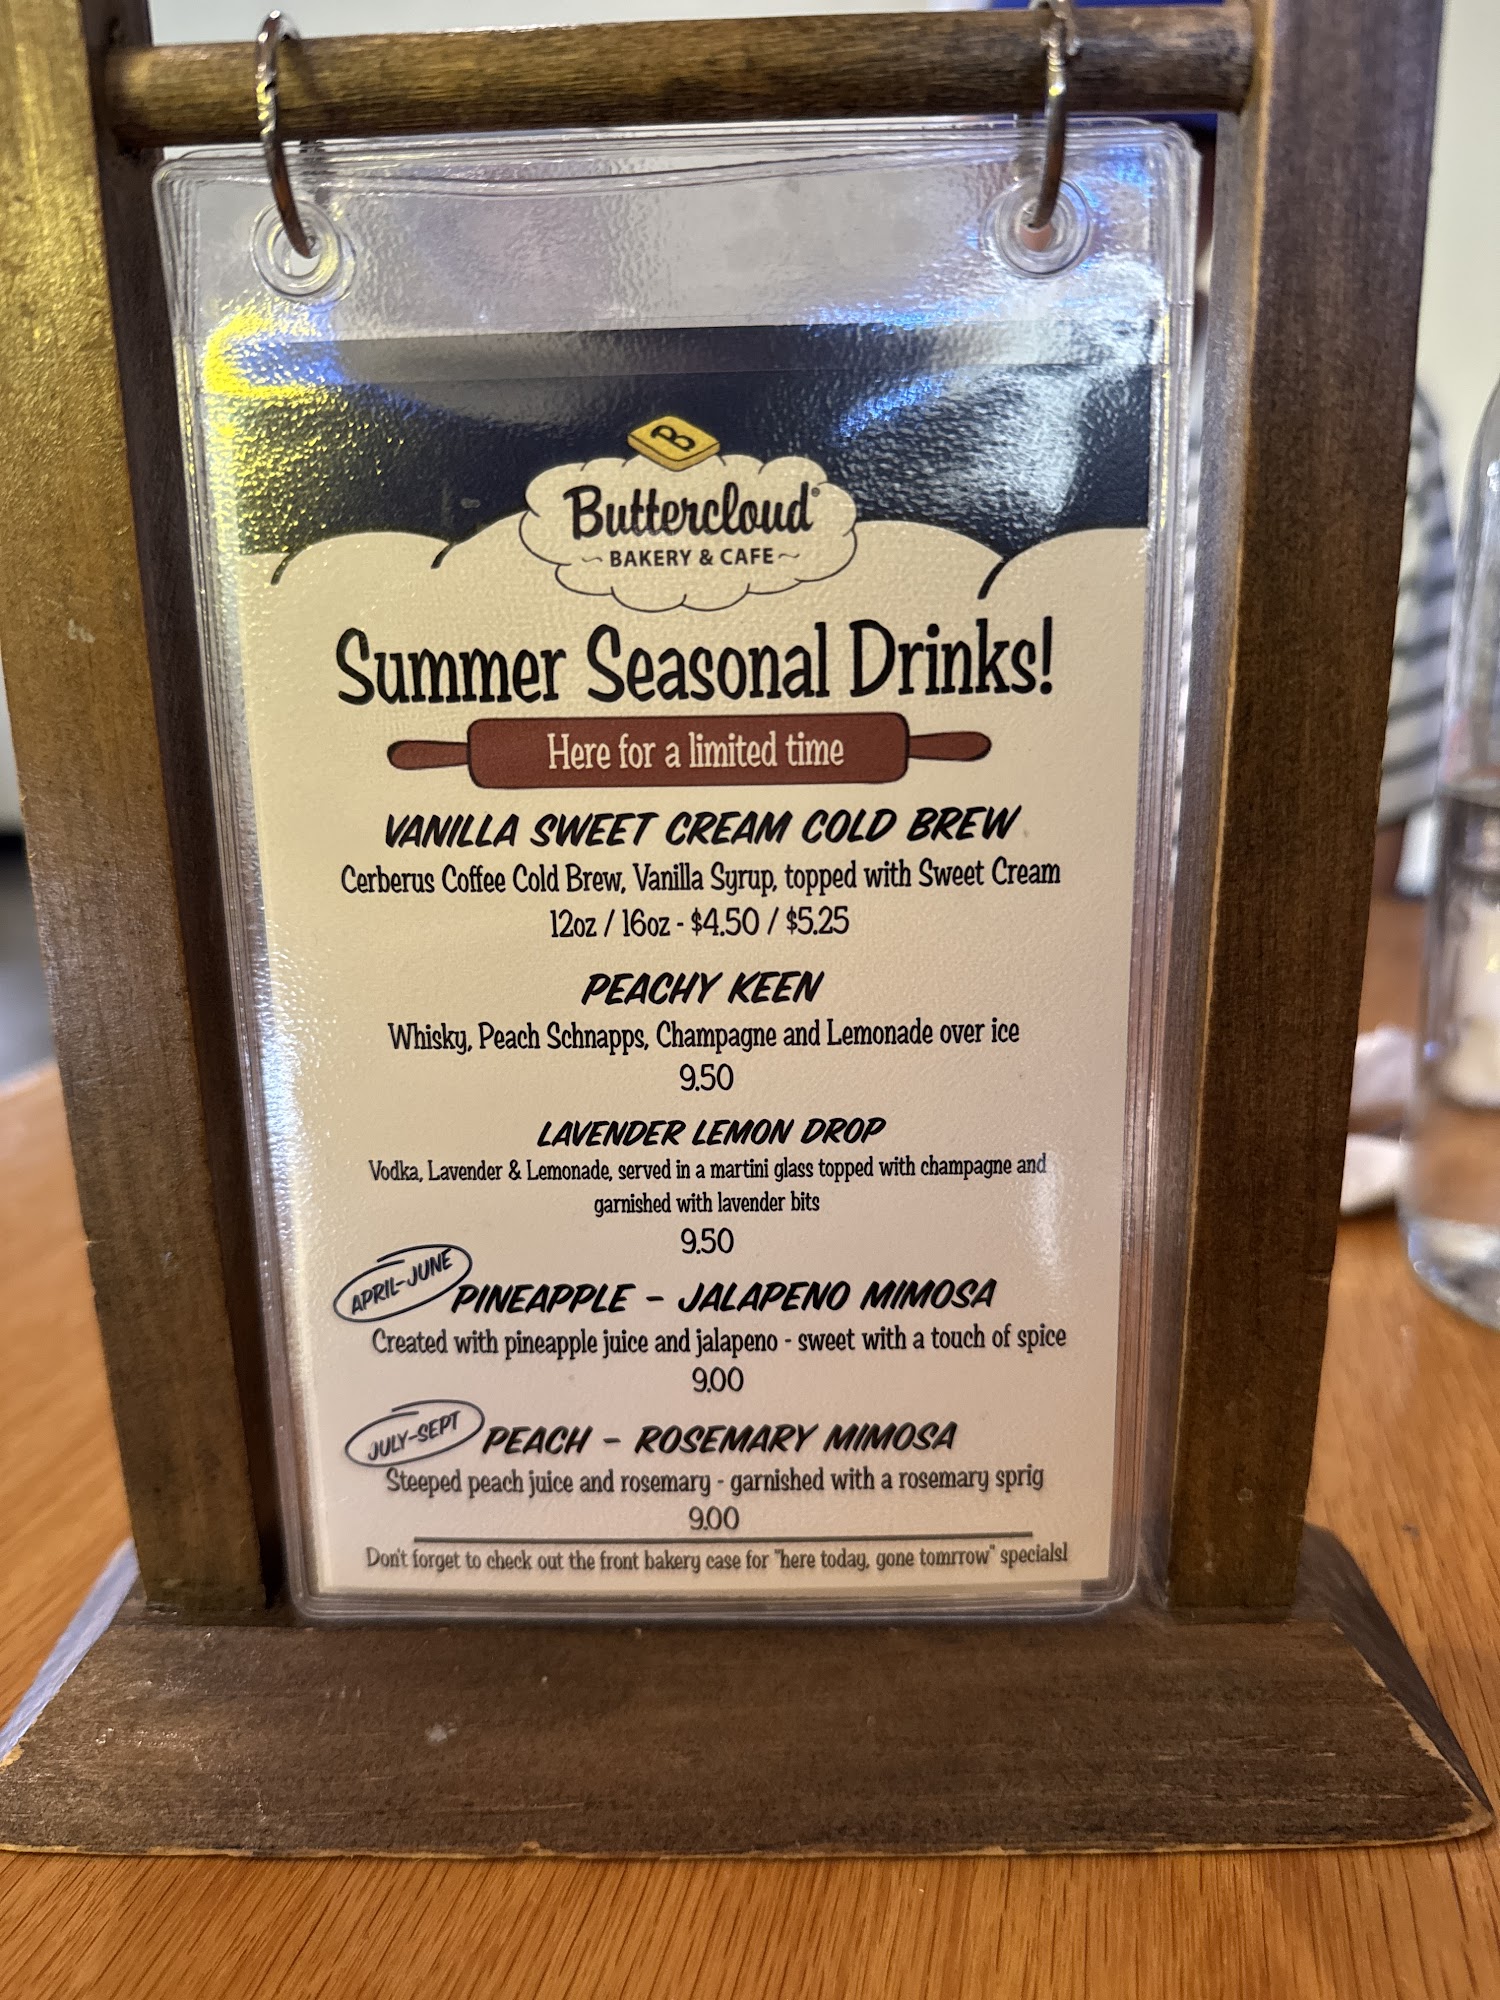 B
Buttercloud®
~ BAKERY & CAFE ~
Summer Seasonal Drinks!
Here for a limited time
VANILLA SWEET CREAM COLD BREW
Cerberus Coffee Cold Brew, Vanilla Syrup, topped with Sweet Cream
12oz / 16oz - $4.50 / $5.25
PEACHY KEEN
Whisky, Peach Schnapps, Champagne and Lemonade over ice
9.50
LAVENDER LEMON DROP
Vodka, Lavender & Lemonade, served in a martini glass topped with champagne and
garnished with lavender bits
9.50
APRIL-JUNE PINEAPPLE - JALAPENO MIMOSA
Created with pineapple juice and jalapeno - sweet with a touch of spice
9.00
JULY-SEPT PEACH - ROSEMARY MIMOSA
Steeped peach juice and rosemary - garnished with a rosemary sprig
9.00
Don't forget to check out the front bakery case for "here today, gone tomrrow" specials!